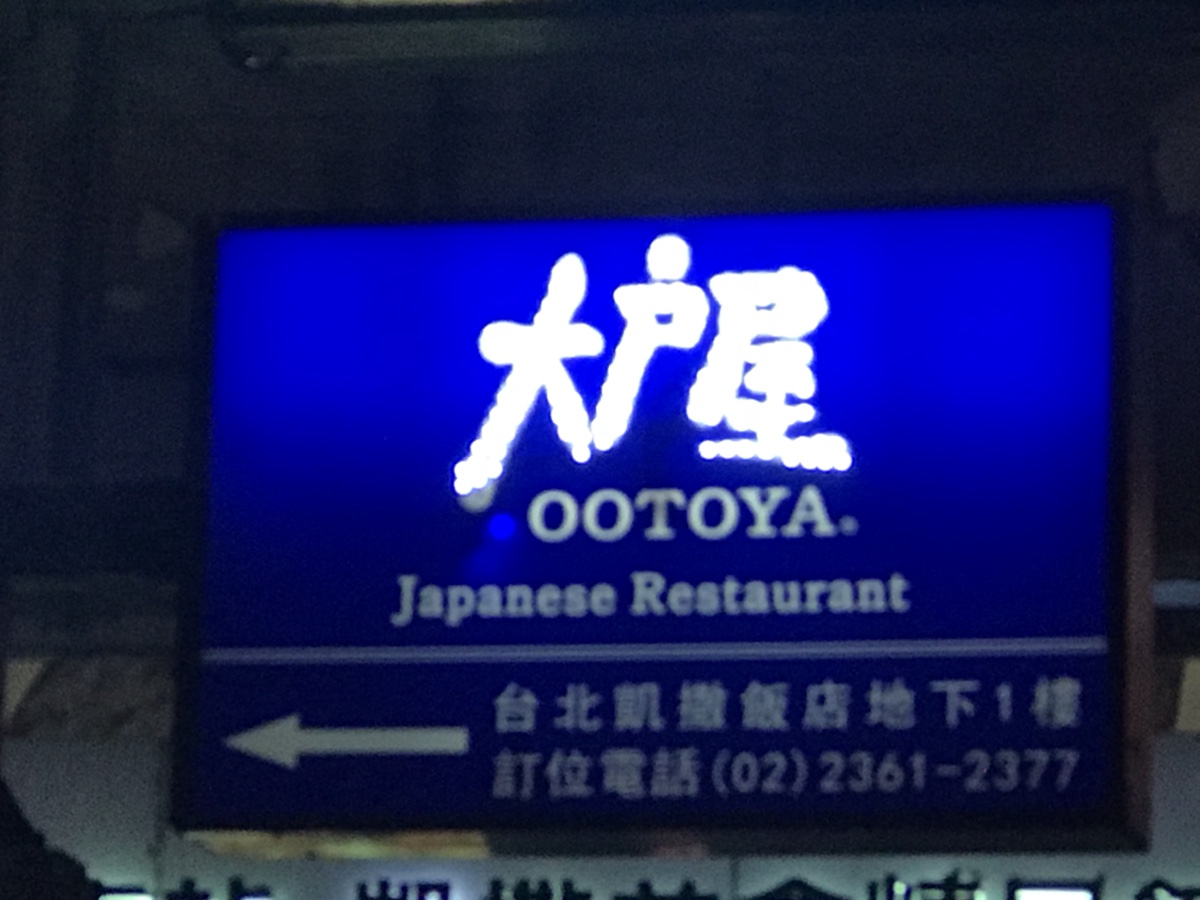 大戸屋
OOTOYA
Japanese Restaurant
台北凱撒飯店地下1樓
訂位電話(02)2361-2377